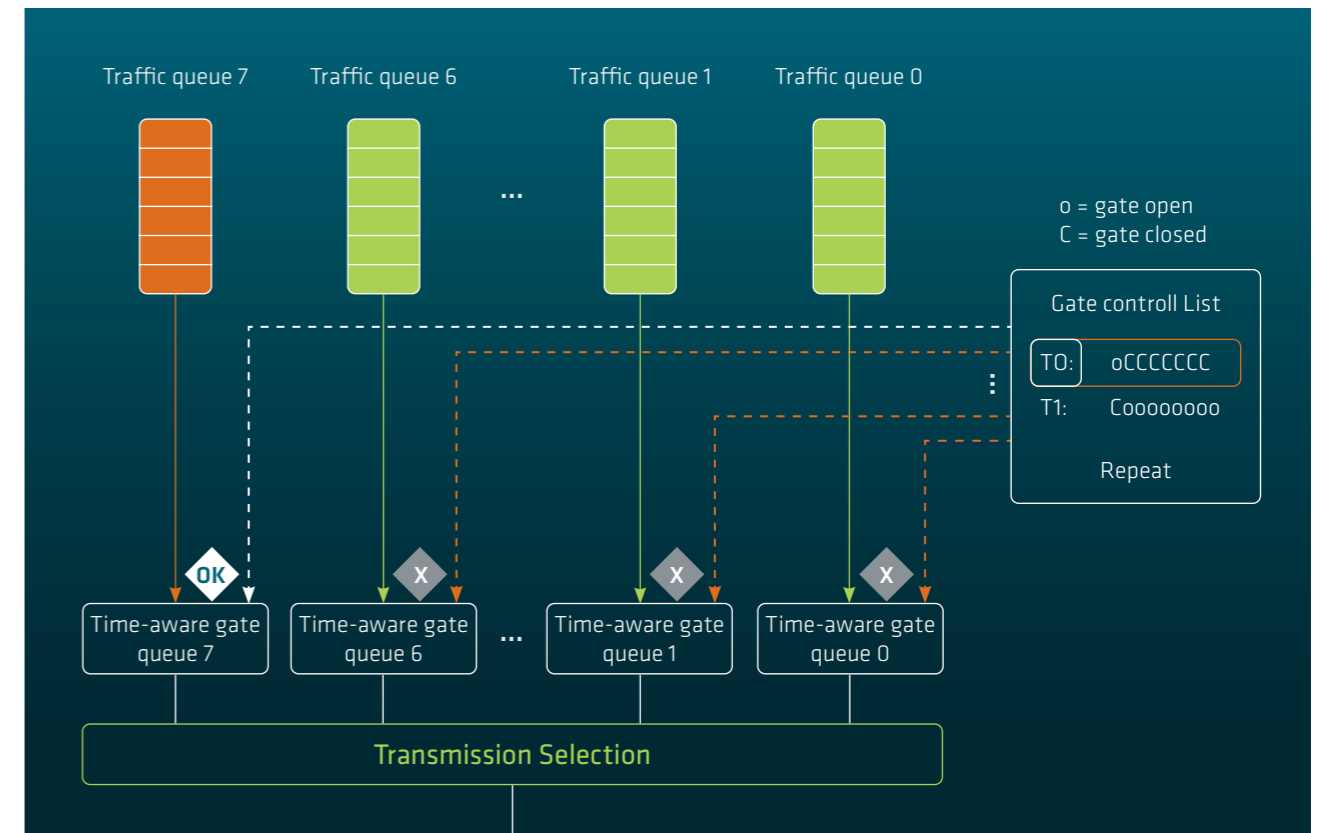 Traffic queue 7
Traffic queue 6
Traffic queue 1
Traffic queue 0
...
o = gate open
C = gate closed
Gate controll List
T0: oCCCCCCC
...
T1: Coooooooo
Repeat
OK
X
X
X
Time-aware gate
queue 7
Time-aware gate
queue 6
...
Time-aware gate
queue 1
Time-aware gate
queue 0
Transmission Selection